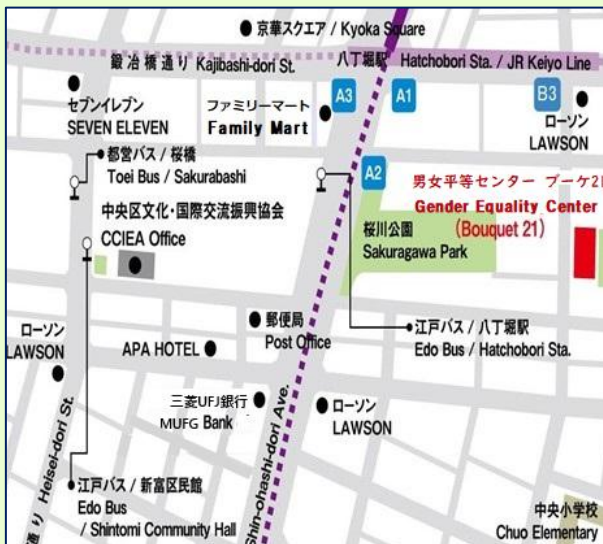 京華スクエア / Kyoka Square
鍛冶橋通り Kajibashi-dori St.
八丁堀駅 Hatchobori Sta. / JR Keiyo Line
セブンイレブン
SEVEN ELEVEN
ファミリーマート
Family Mart
A3
A1
B3
ローソン
LAWSON
都営バス / 桜橋
Toei Bus / Sakurabashi
A2
男女平等センター ブーケ21
Gender Equality Center
(Bouquet 21)
中央区文化・国際交流振興協会
CCIEA Office
桜川公園
Sakuragawa Park
郵便局
Post Office
江戸バス / 八丁堀駅
Edo Bus / Hatchobori Sta.
ローソン
LAWSON
APA HOTEL
三菱UFJ銀行
MUFG Bank
ローソン
LAWSON
通り Heisei-dori St.
Shin-ohashi-dori Ave.
江戸バス / 新富区民館
Edo Bus
/ Shintomi Community Hall
中央小学校
Chuo Elementary